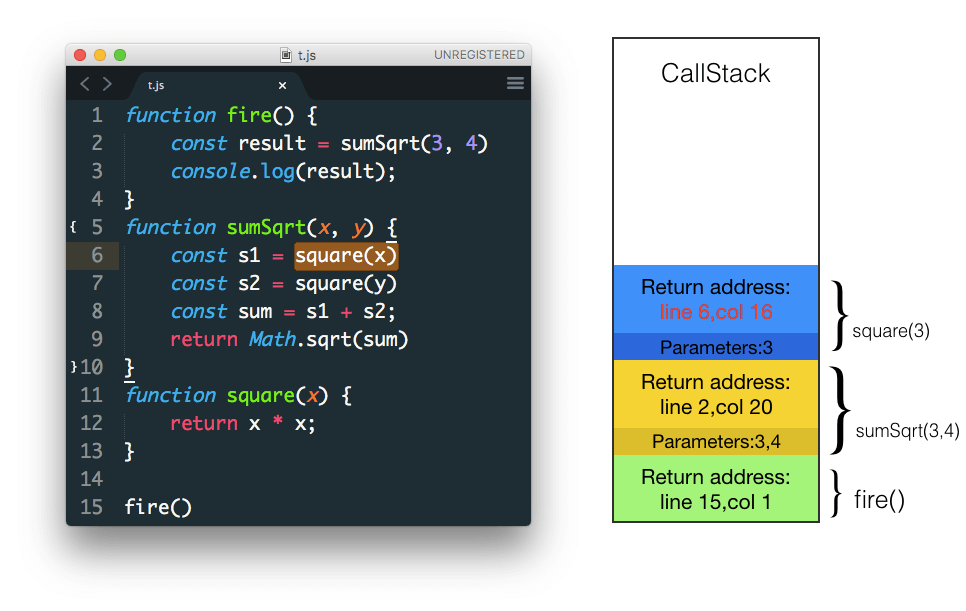 t.js
UNREGISTERED
t.js ×
1 function fire() {
2 const result = sumSqrt(3, 4)
3 console.log(result);
4 }
{ 5 function sumSqrt(x, y) {
6 const s1 = square(x)
7 const s2 = square(y)
8 const sum = s1 + s2;
9 return Math.sqrt(sum)
}10 }
11 function square(x) {
12 return x * x;
13 }
14
15 fire()
CallStack
Return address:
line 6,col 16
Parameters:3
square(3)
Return address:
line 2,col 20
Parameters:3,4
sumSqrt(3,4)
Return address:
line 15,col 1
fire()